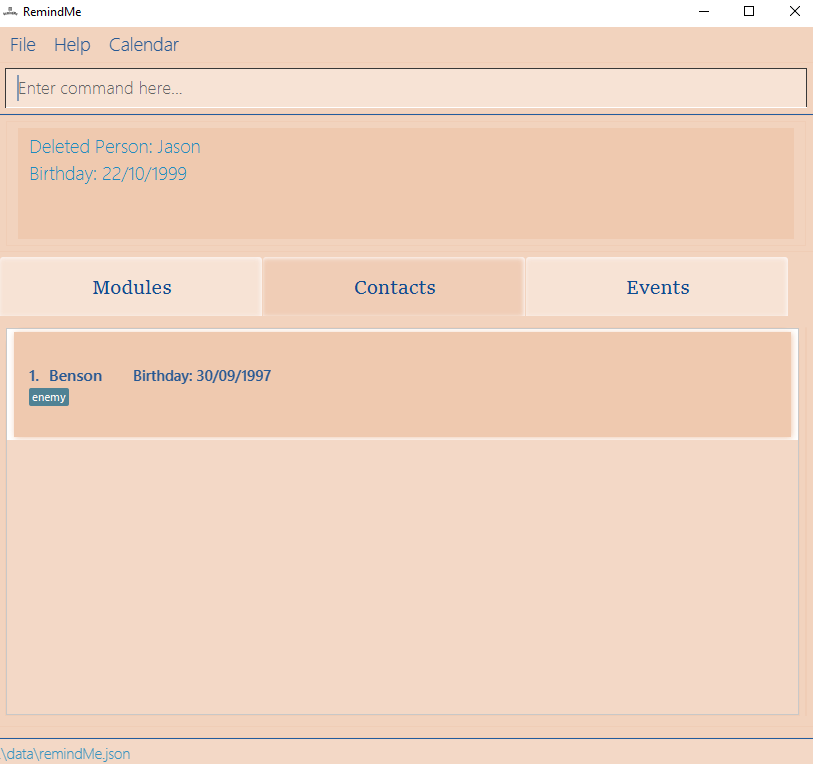 RemindMe
File Help Calendar
Enter command here...
Deleted Person: Jason
Birthday: 22/10/1999
Modules Contacts Events
1. Benson Birthday: 30/09/1997
enemy
.\data\remindMe.json